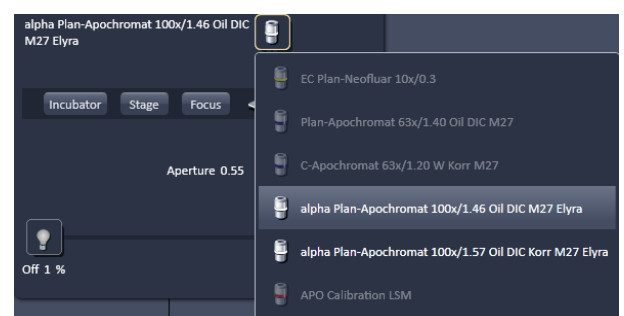 alpha Plan-Apochromat 100x/1.46 Oil DIC
M27 Elyra
EC Plan-Neofluar 10x/0.3
Incubator Stage Focus
Plan-Apochromat 63x/1.40 Oil DIC M27
Aperture 0.55
C-Apochromat 63x/1.20 W Korr M27
alpha Plan-Apochromat 100x/1.46 Oil DIC M27 Elyra
alpha Plan-Apochromat 100x/1.57 Oil DIC Korr M27 Elyra
Off 1 %
APO Calibration LSM